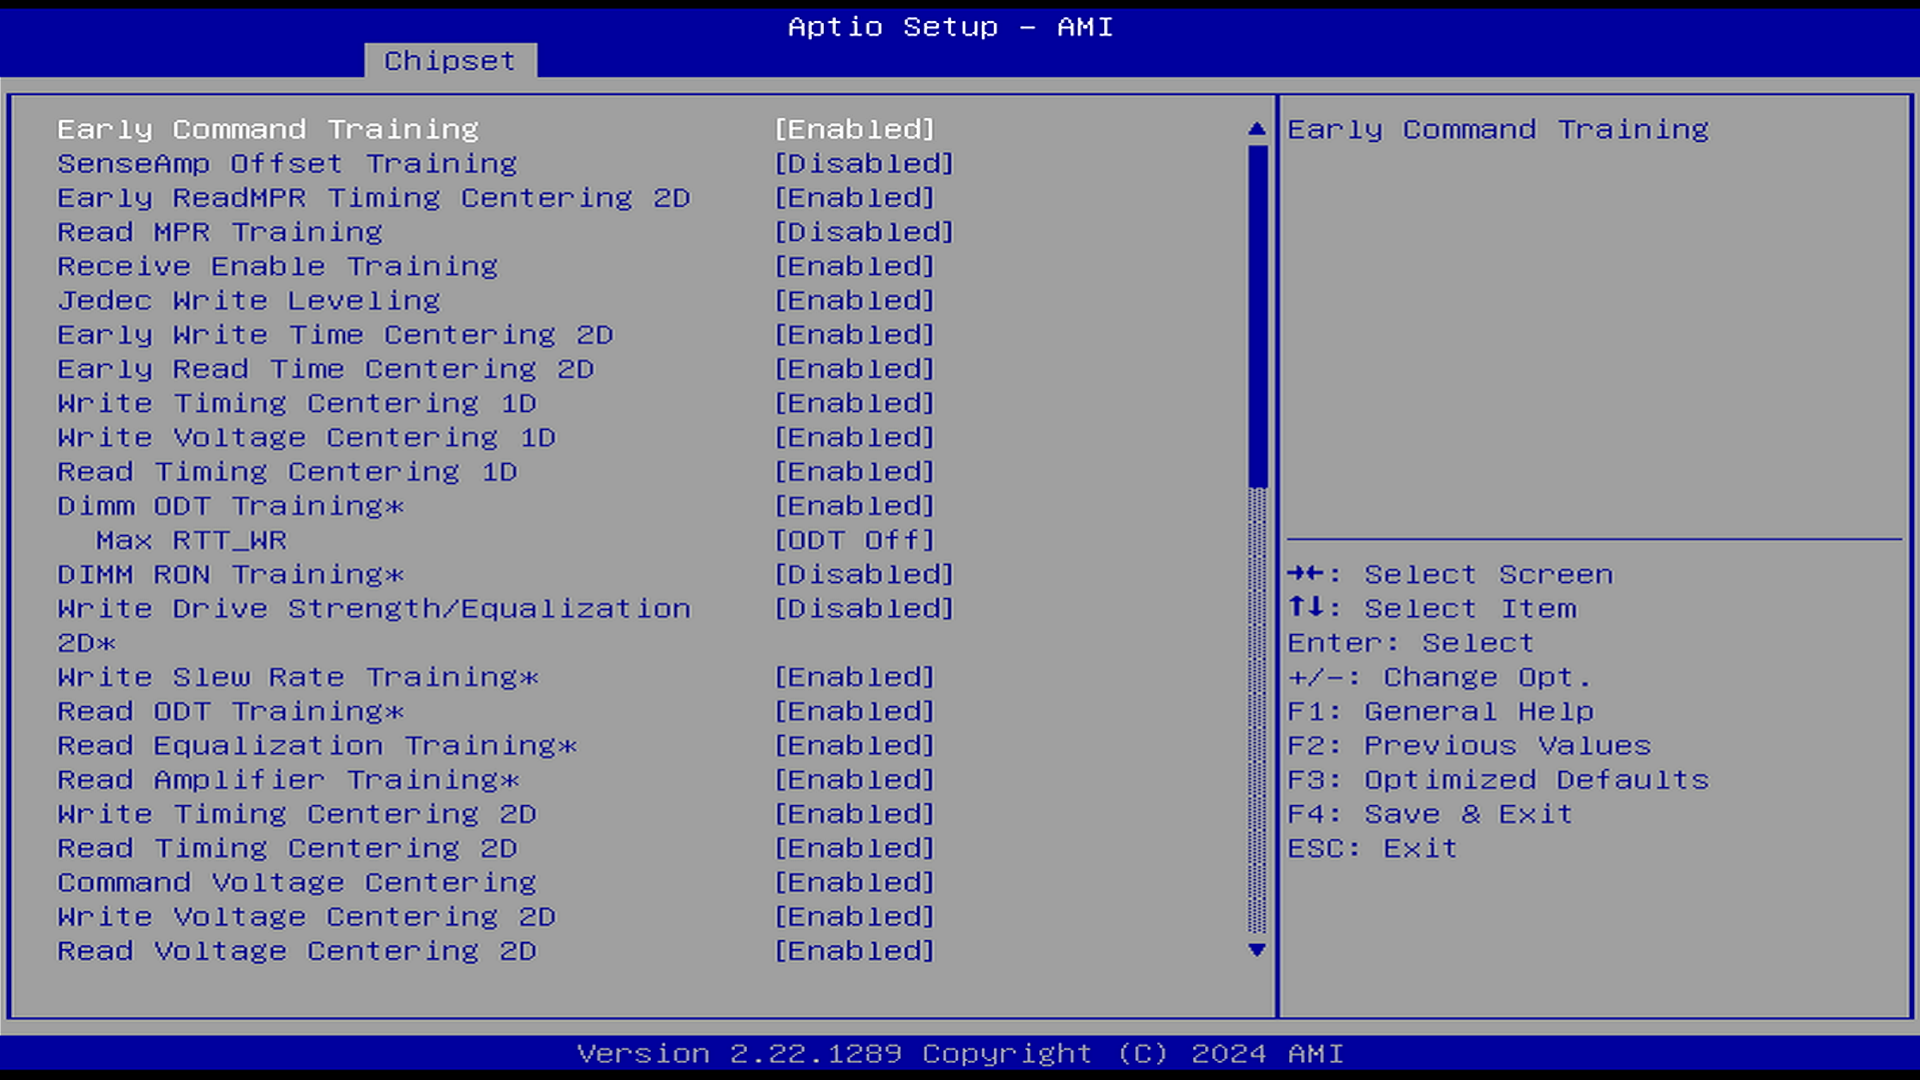 Aptio Setup – AMI
Chipset
Early Command Training [Enabled]
SenseAmp Offset Training [Disabled]
Early ReadMPR Timing Centering 2D [Enabled]
Read MPR Training [Disabled]
Receive Enable Training [Enabled]
Jedec Write Leveling [Enabled]
Early Write Time Centering 2D [Enabled]
Early Read Time Centering 2D [Enabled]
Write Timing Centering 1D [Enabled]
Write Voltage Centering 1D [Enabled]
Read Timing Centering 1D [Enabled]
Dimm ODT Training* [Enabled]
Max RTT_WR [ODT Off]
DIMM RON Training* [Disabled]
Write Drive Strength/Equalization [Disabled]
2D*
Write Slew Rate Training* [Enabled]
Read ODT Training* [Enabled]
Read Equalization Training* [Enabled]
Read Amplifier Training* [Enabled]
Write Timing Centering 2D [Enabled]
Read Timing Centering 2D [Enabled]
Command Voltage Centering [Enabled]
Write Voltage Centering 2D [Enabled]
Read Voltage Centering 2D [Enabled]
Early Command Training
→←: Select Screen
↑↓: Select Item
Enter: Select
+/-: Change Opt.
F1: General Help
F2: Previous Values
F3: Optimized Defaults
F4: Save & Exit
ESC: Exit
Version 2.22.1289 Copyright (C) 2024 AMI